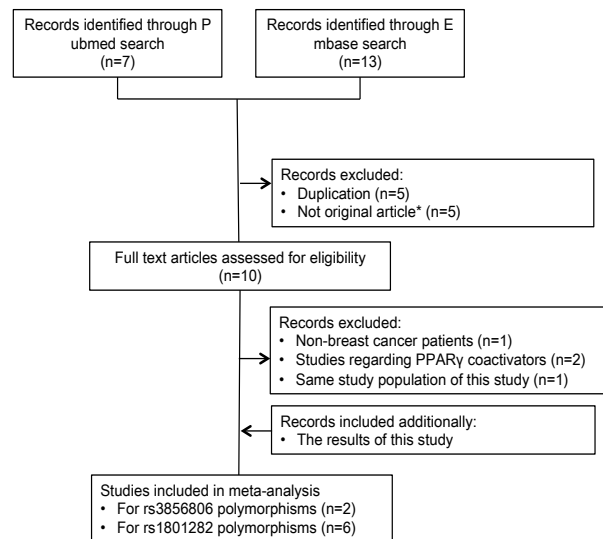 Records identified through P
ubmed search
(n=7)
Records identified through E
mbase search
(n=13)
Records excluded:
• Duplication (n=5)
• Not original article* (n=5)
Full text articles assessed for eligibility
(n=10)
Records excluded:
• Non-breast cancer patients (n=1)
• Studies regarding PPARγ coactivators (n=2)
• Same study population of this study (n=1)
Records included additionally:
• The results of this study
Studies included in meta-analysis
• For rs3856806 polymorphisms (n=2)
• For rs1801282 polymorphisms (n=6)